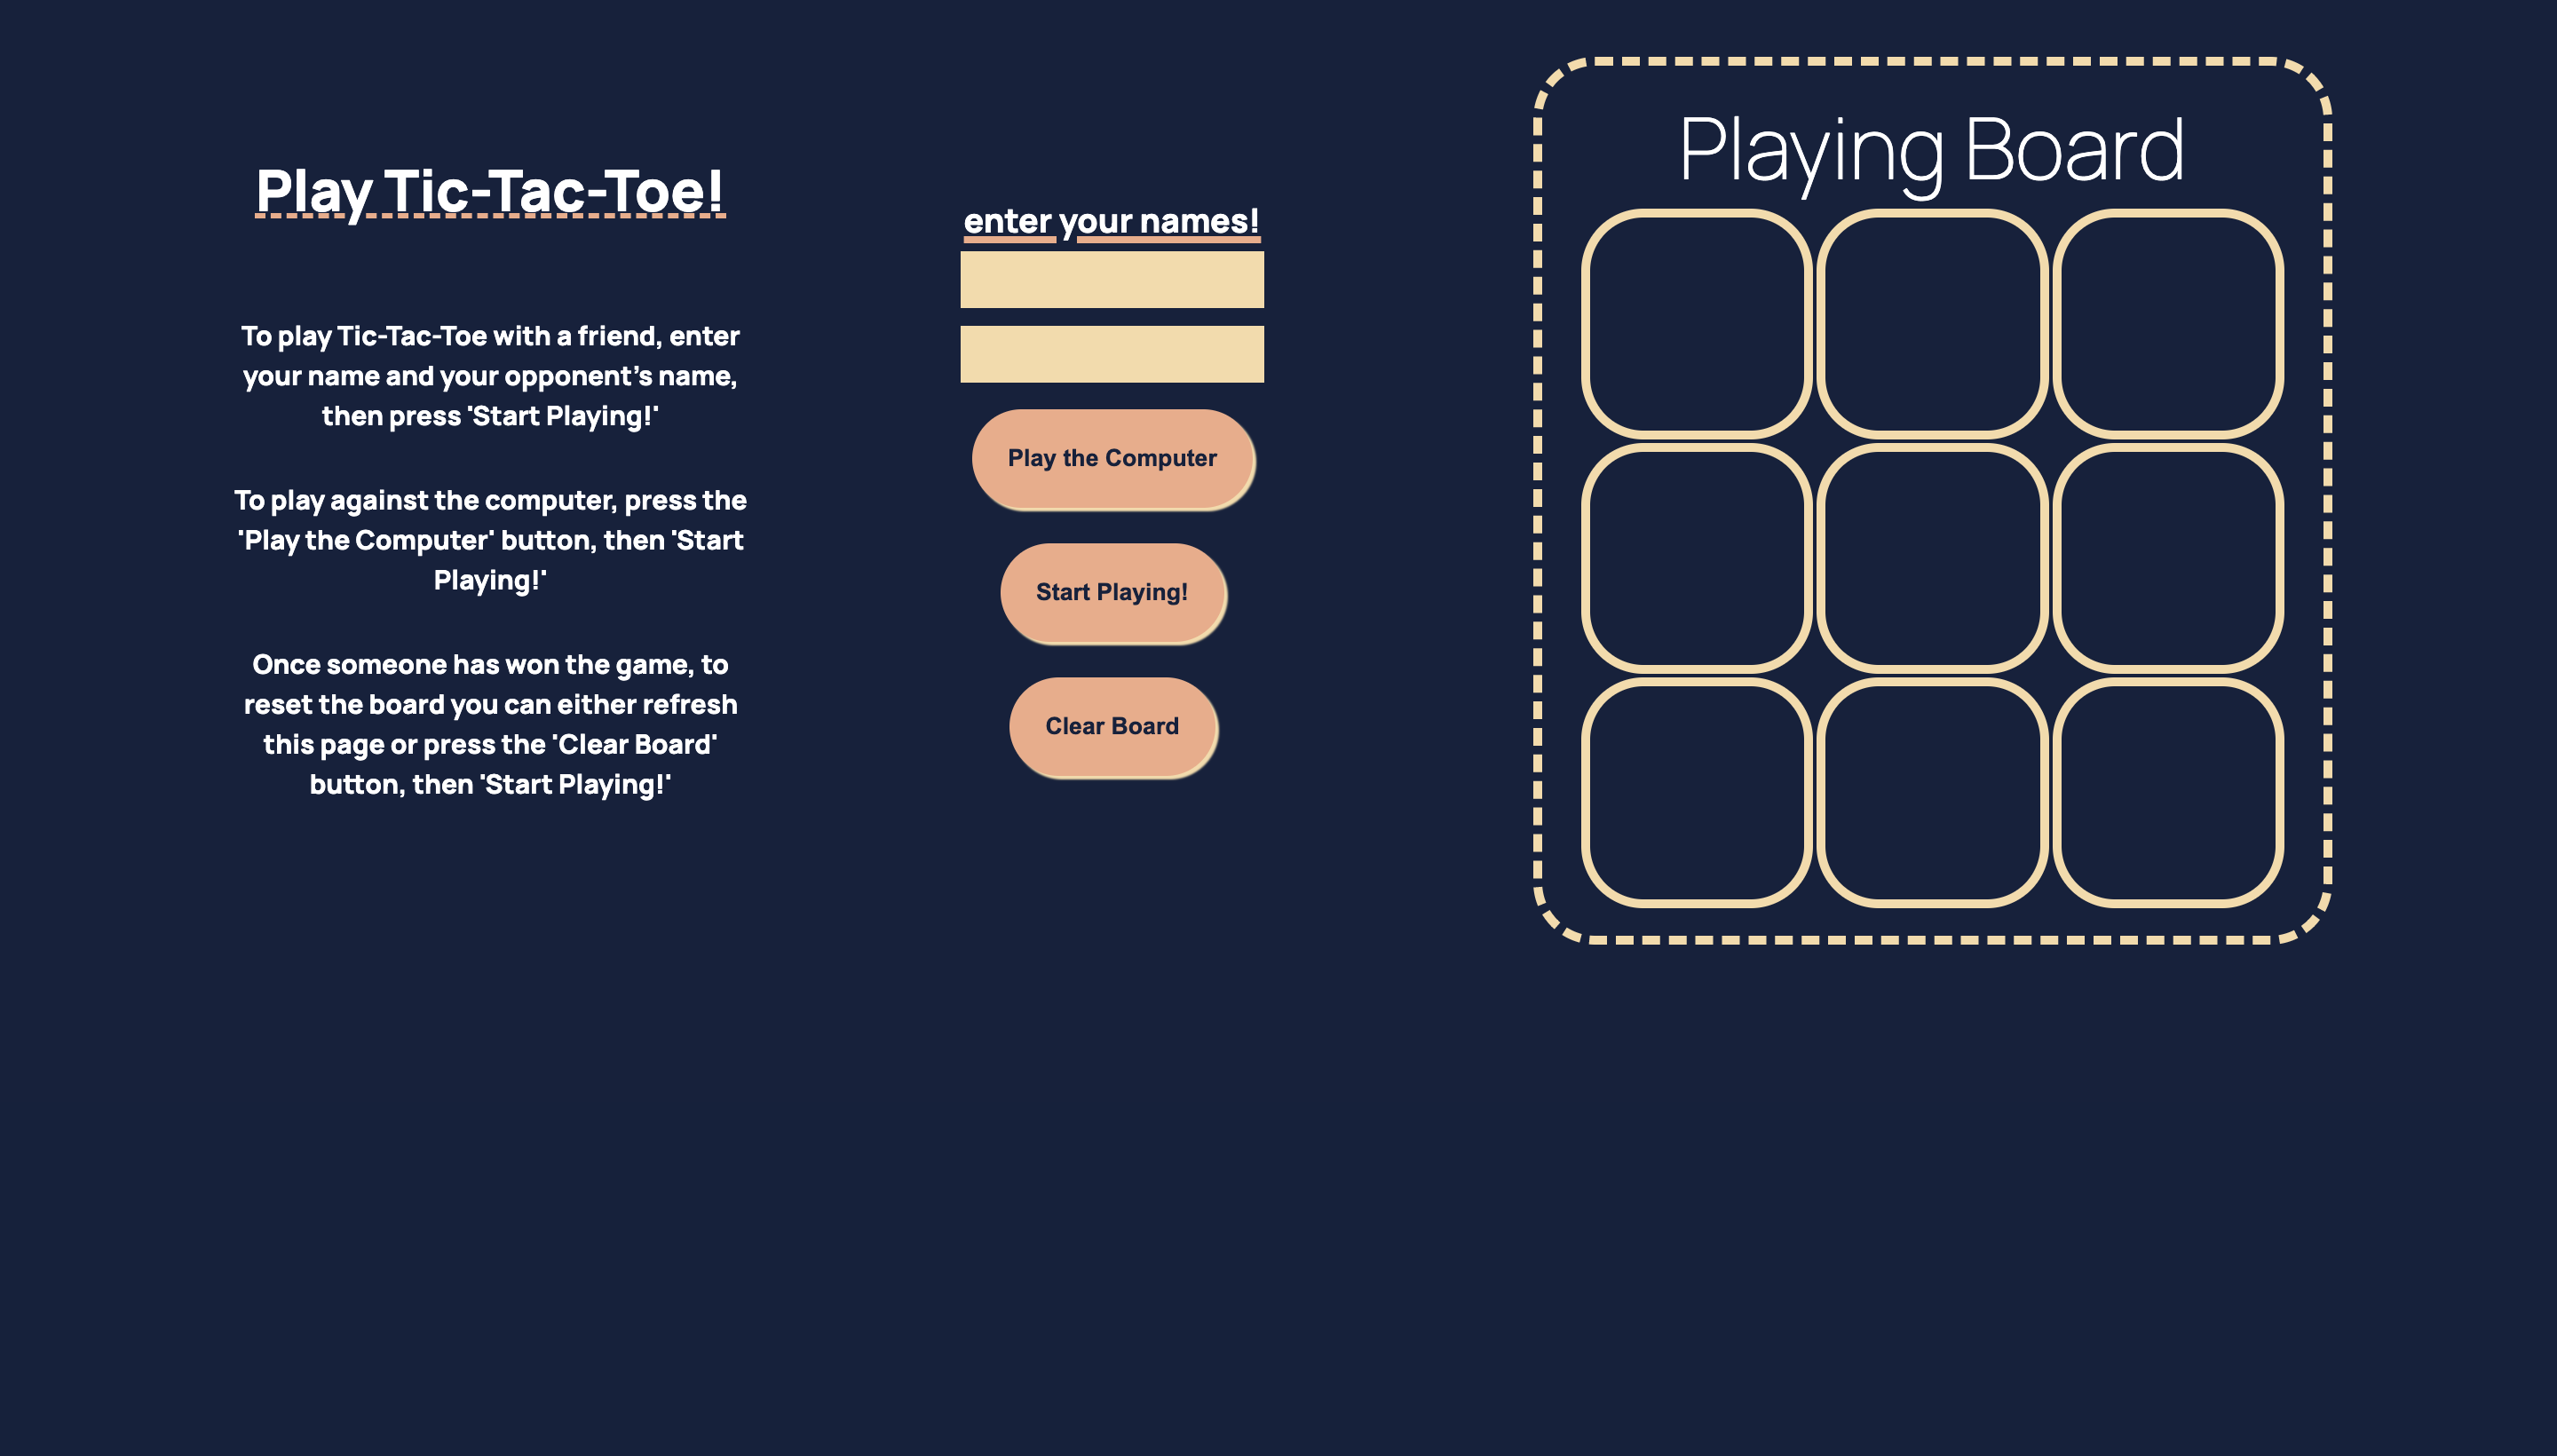 Play Tic-Tac-Toe!
To play Tic-Tac-Toe with a friend, enter
your name and your opponent's name,
then press 'Start Playing!'
To play against the computer, press the
'Play the Computer' button, then 'Start
Playing!'
Once someone has won the game, to
reset the board you can either refresh
this page or press the 'Clear Board'
button, then 'Start Playing!'
enter your names!
Play the Computer
Start Playing!
Clear Board
Playing Board